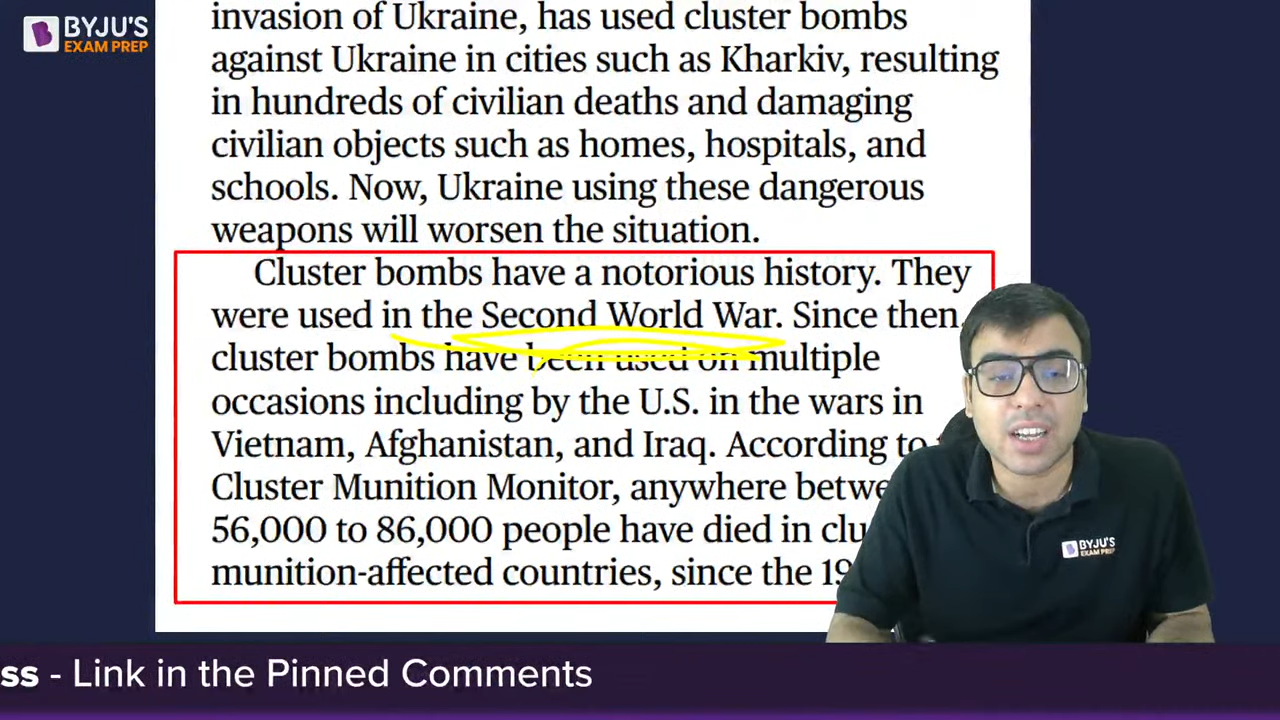 BYJU'S
EXAM PREP
invasion of Ukraine, has used cluster bombs
against Ukraine in cities such as Kharkiv, resulting
in hundreds of civilian deaths and damaging
civilian objects such as homes, hospitals, and
schools. Now, Ukraine using these dangerous
weapons will worsen the situation.
Cluster bombs have a notorious history. They
were used in the Second World War. Since then,
cluster bombs have been used on multiple
occasions including by the U.S. in the wars in
Vietnam, Afghanistan, and Iraq. According to
Cluster Munition Monitor, anywhere
56,000 to 86,000 people have died in
munition-affected countries, since the
BYJU'S
EXAM PREP
ss - Link in the Pinned Comments